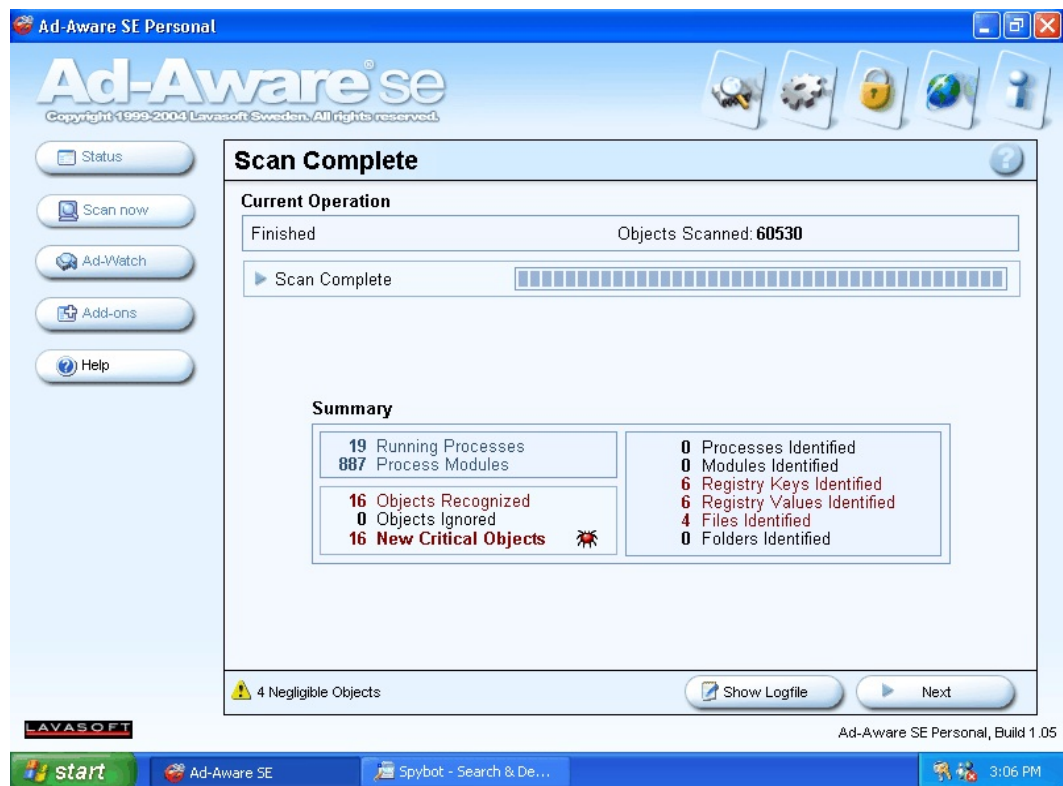 Ad-Aware SE Personal
Ad-Aware® se
Copyright 1999-2004 Lavasoft Sweden. All rights reserved.
Status
Scan now
Ad-Watch
Add-ons
Help
Scan Complete
?
Current Operation
Finished
Objects Scanned: 60530
Scan Complete
Summary
19 Running Processes
887 Process Modules
16 Objects Recognized
0 Objects Ignored
16 New Critical Objects
0 Processes Identified
0 Modules Identified
6 Registry Keys Identified
6 Registry Values Identified
4 Files Identified
0 Folders Identified
4 Negligible Objects
Show Logfile
Next
LAVASOFT
Ad-Aware SE Personal, Build 1.05
start
Ad-Aware SE
Spybot - Search & De...
3:06 PM